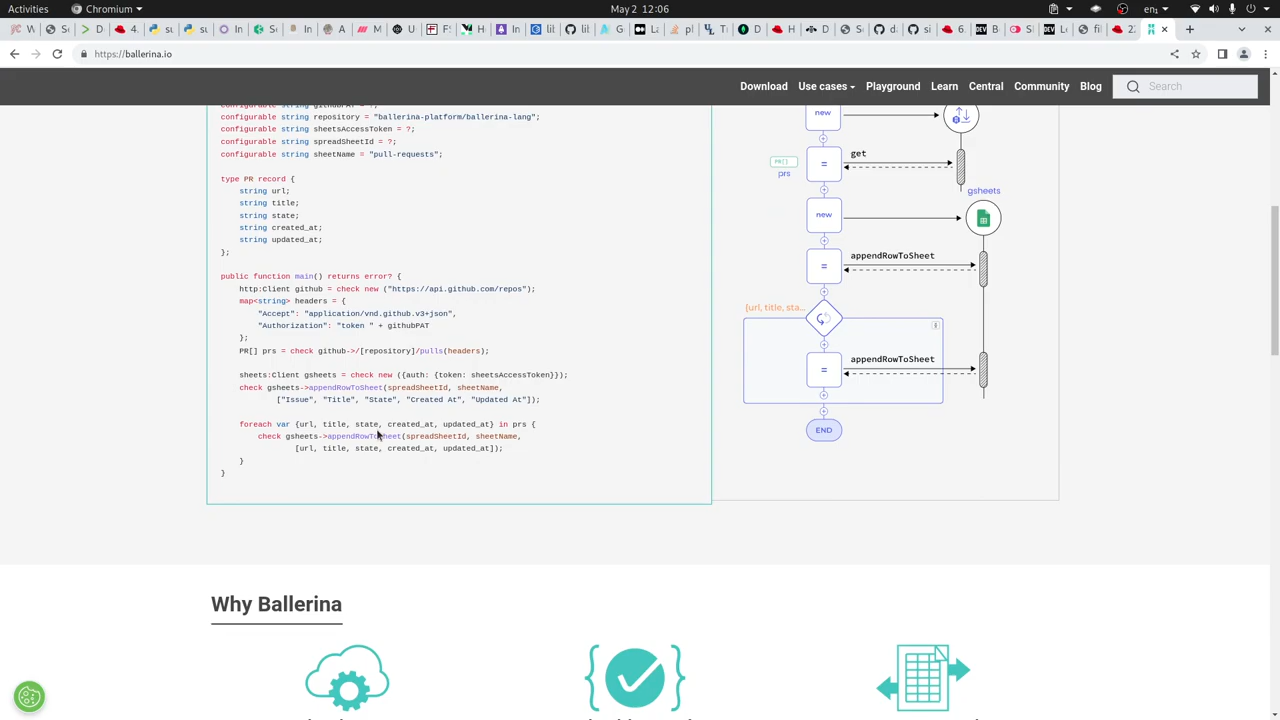 Activities
Chromium
May 2 12:06
en
https://ballerina.io
Download
Use cases
Playground
Learn
Central
Community
Blog
Search
configurable string githubPAT = ?;
configurable string repository = "ballerina-platform/ballerina-lang";
configurable string sheetsAccessToken = ?;
configurable string spreadSheetId = ?;
configurable string sheetName = "pull-requests";
type PR record {
string url;
string title;
string state;
string created_at;
string updated_at;
};
public function main() returns error? {
http:Client github = check new ("https://api.github.com/repos");
map<string> headers = {
"Accept": "application/vnd.github.v3+json",
"Authorization": "token " + githubPAT
};
PR[] prs = check github->/[repository]/pulls(headers);
sheets:Client gsheets = check new ({auth: {token: sheetsAccessToken}});
check gsheets->appendRowToSheet(spreadSheetId, sheetName,
["Issue", "Title", "State", "Created At", "Updated At"]);
foreach var {url, title, state, created_at, updated_at} in prs {
check gsheets->appendRowToSheet(spreadSheetId, sheetName,
[url, title, state, created_at, updated_at]);
}
}
new
get
PR[]
=
prs
gsheets
new
appendRowToSheet
=
{url, title, sta...
appendRowToSheet
=
END
Why Ballerina